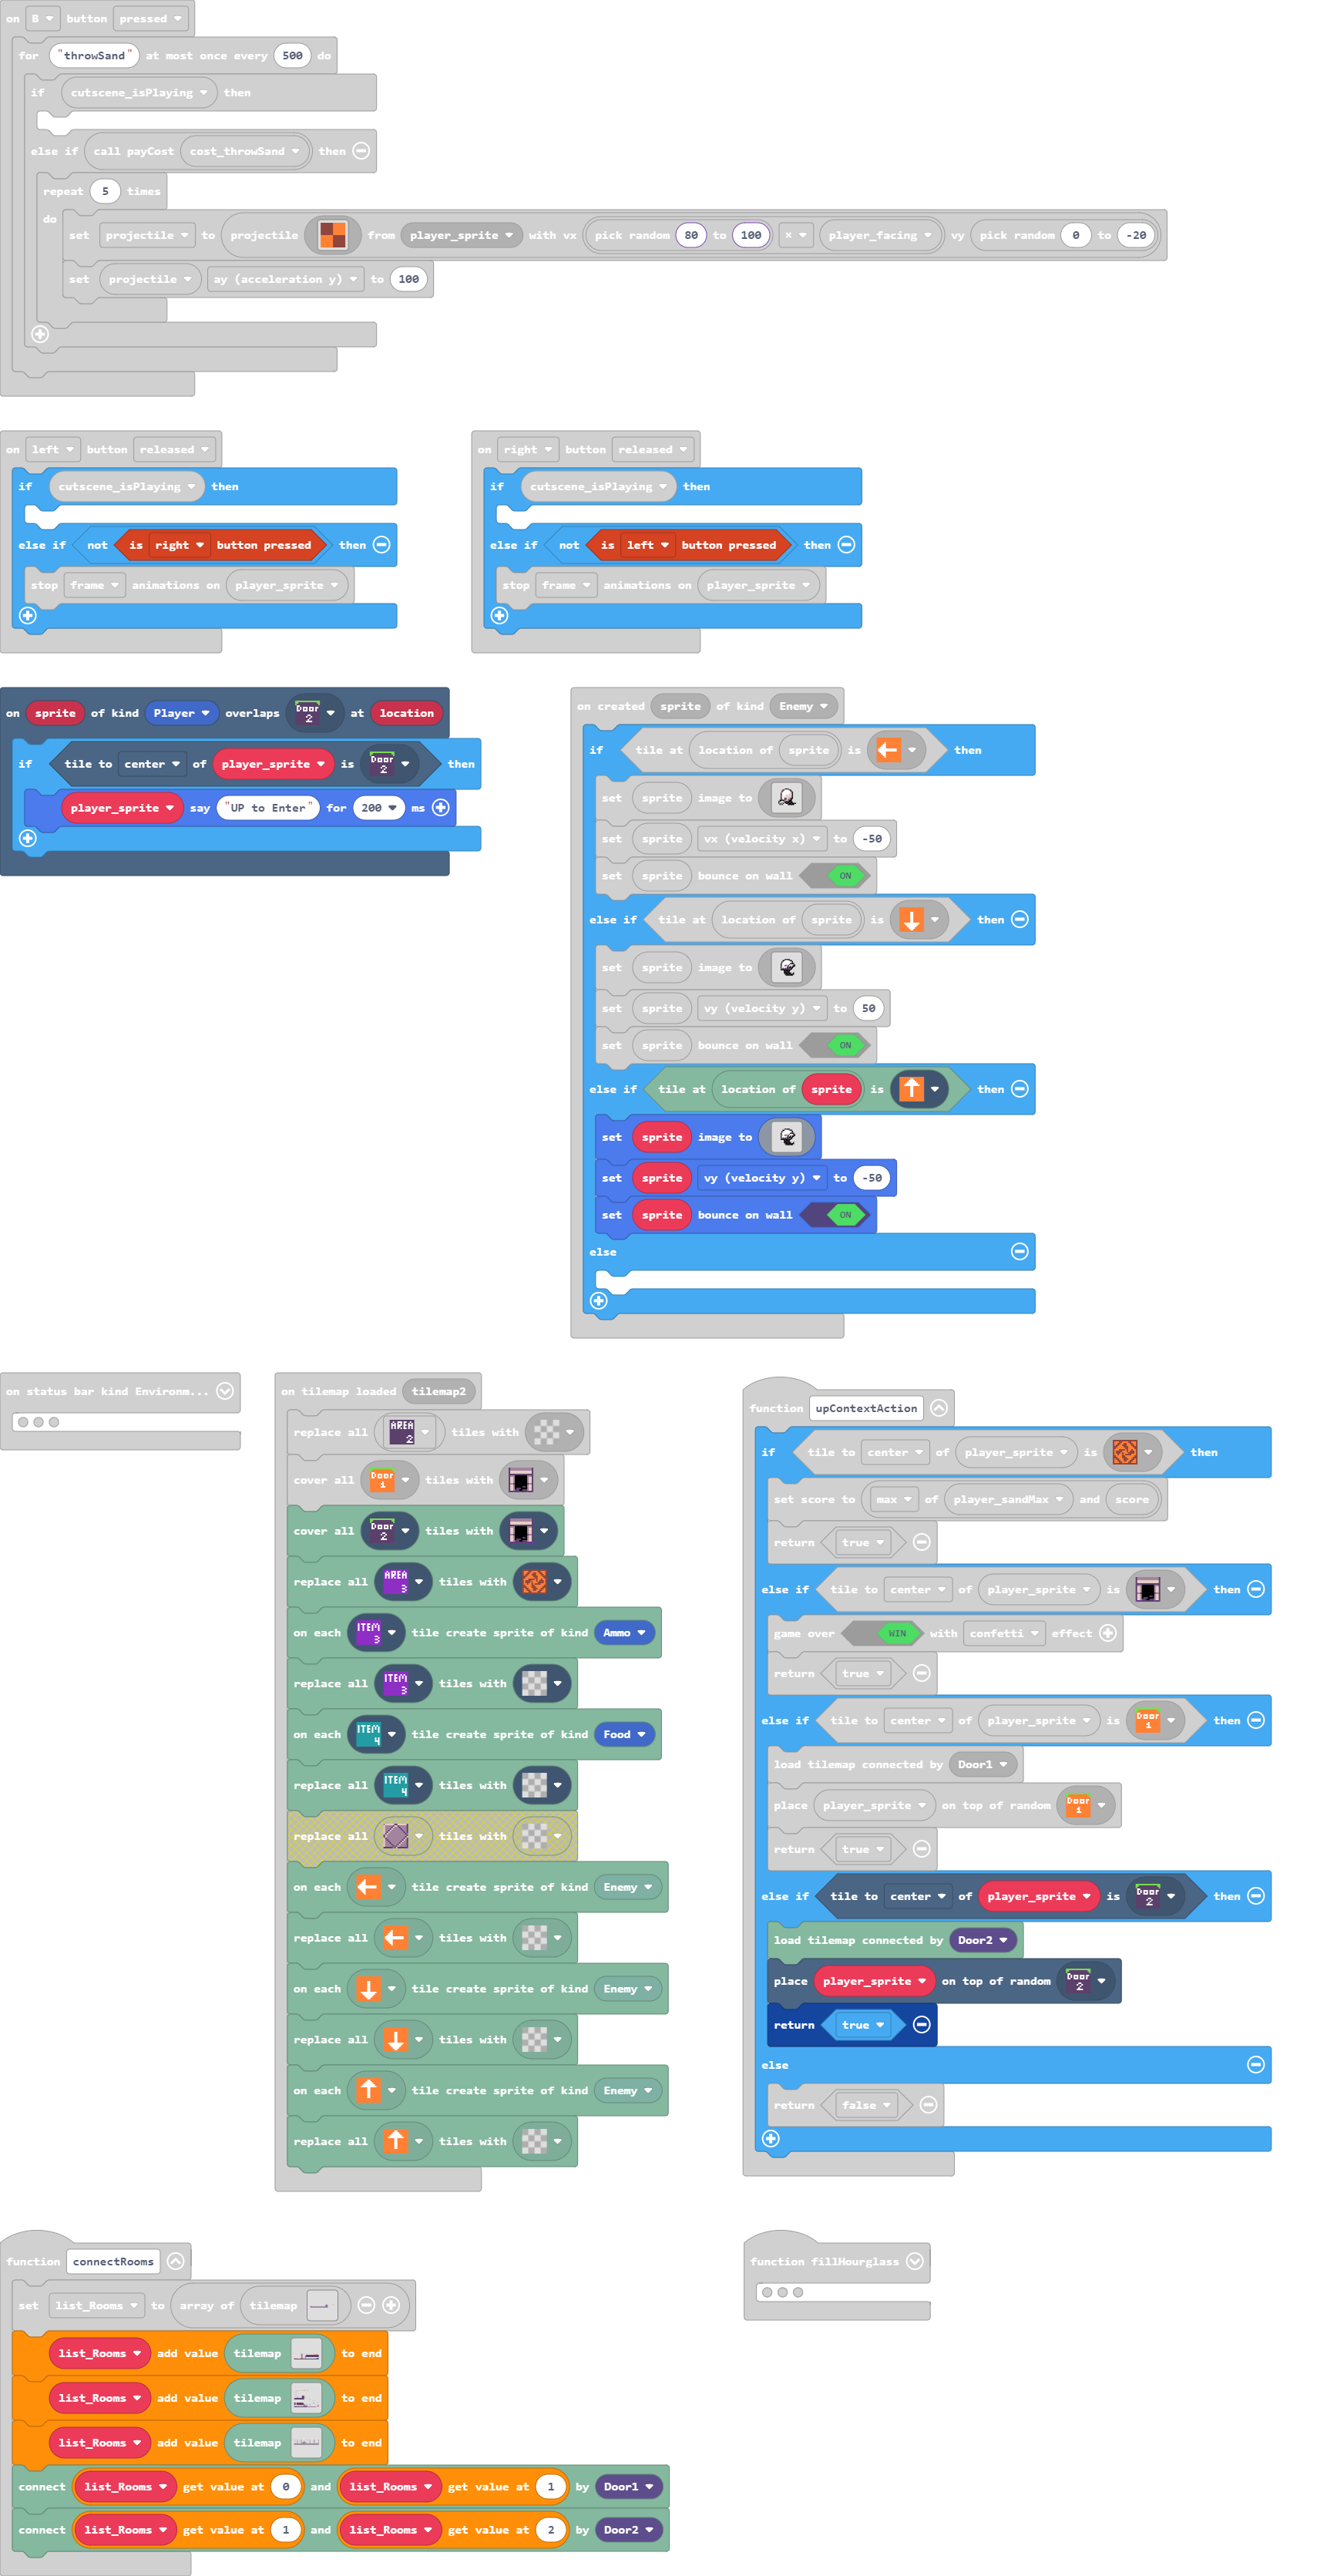 on B button pressed
for "throwSand" at most once every 500 do
if cutscene_isPlaying then
else if call payCost cost_throwSand then
repeat 5 times
do
set projectile to projectile from player_sprite with vx pick random 80 to 100 × player_facing vy pick random 0 to -20
set projectile ay (acceleration y) to 100
on left button released
if cutscene_isPlaying then
else if not is right button pressed then
stop frame animations on player_sprite
on right button released
if cutscene_isPlaying then
else if not is left button pressed then
stop frame animations on player_sprite
on sprite of kind Player overlaps Door 2 at location
if tile to center of player_sprite is Door 2 then
player_sprite say "UP to Enter" for 200 ms
on created sprite of kind Enemy
if tile at location of sprite is then
set sprite image to
set sprite vx (velocity x) to -50
set sprite bounce on wall ON
else if tile at location of sprite is then
set sprite image to
set sprite vy (velocity y) to 50
set sprite bounce on wall ON
else if tile at location of sprite is then
set sprite image to
set sprite vy (velocity y) to -50
set sprite bounce on wall ON
else
on status bar kind Environm...
on tilemap loaded tilemap2
replace all AREA 2 tiles with
cover all Door 1 tiles with
cover all Door 2 tiles with
replace all AREA 3 tiles with
on each ITEM 3 tile create sprite of kind Ammo
replace all ITEM 3 tiles with
on each ITEM 4 tile create sprite of kind Food
replace all ITEM 4 tiles with
replace all tiles with
on each tile create sprite of kind Enemy
replace all tiles with
on each tile create sprite of kind Enemy
replace all tiles with
on each tile create sprite of kind Enemy
replace all tiles with
function upContextAction
if tile to center of player_sprite is then
set score to max of player_sandMax and score
return true
else if tile to center of player_sprite is then
game over WIN with confetti effect
return true
else if tile to center of player_sprite is Door 1 then
load tilemap connected by Door1
place player_sprite on top of random Door 1
return true
else if tile to center of player_sprite is Door 2 then
load tilemap connected by Door2
place player_sprite on top of random Door 2
return true
else
return false
function connectRooms
set list_Rooms to array of tilemap
list_Rooms add value tilemap to end
list_Rooms add value tilemap to end
list_Rooms add value tilemap to end
connect list_Rooms get value at 0 and list_Rooms get value at 1 by Door1
connect list_Rooms get value at 1 and list_Rooms get value at 2 by Door2
function fillHourglass